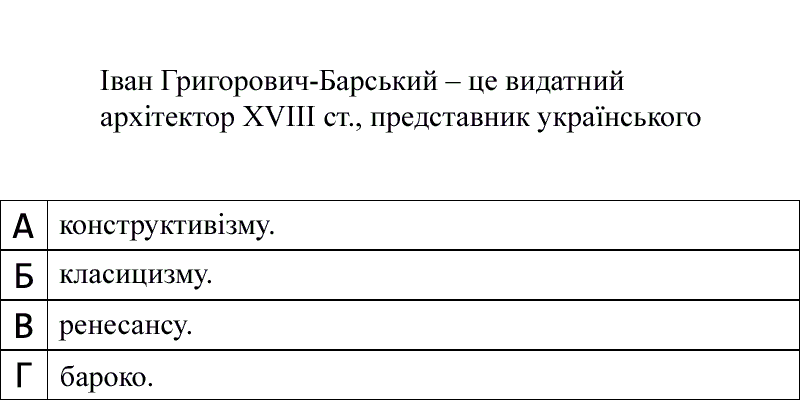 Іван Григорович-Барський – це видатний
архітектор XVIII ст., представник українського
А конструктивізму.
Б класицизму.
В ренесансу.
Г бароко.